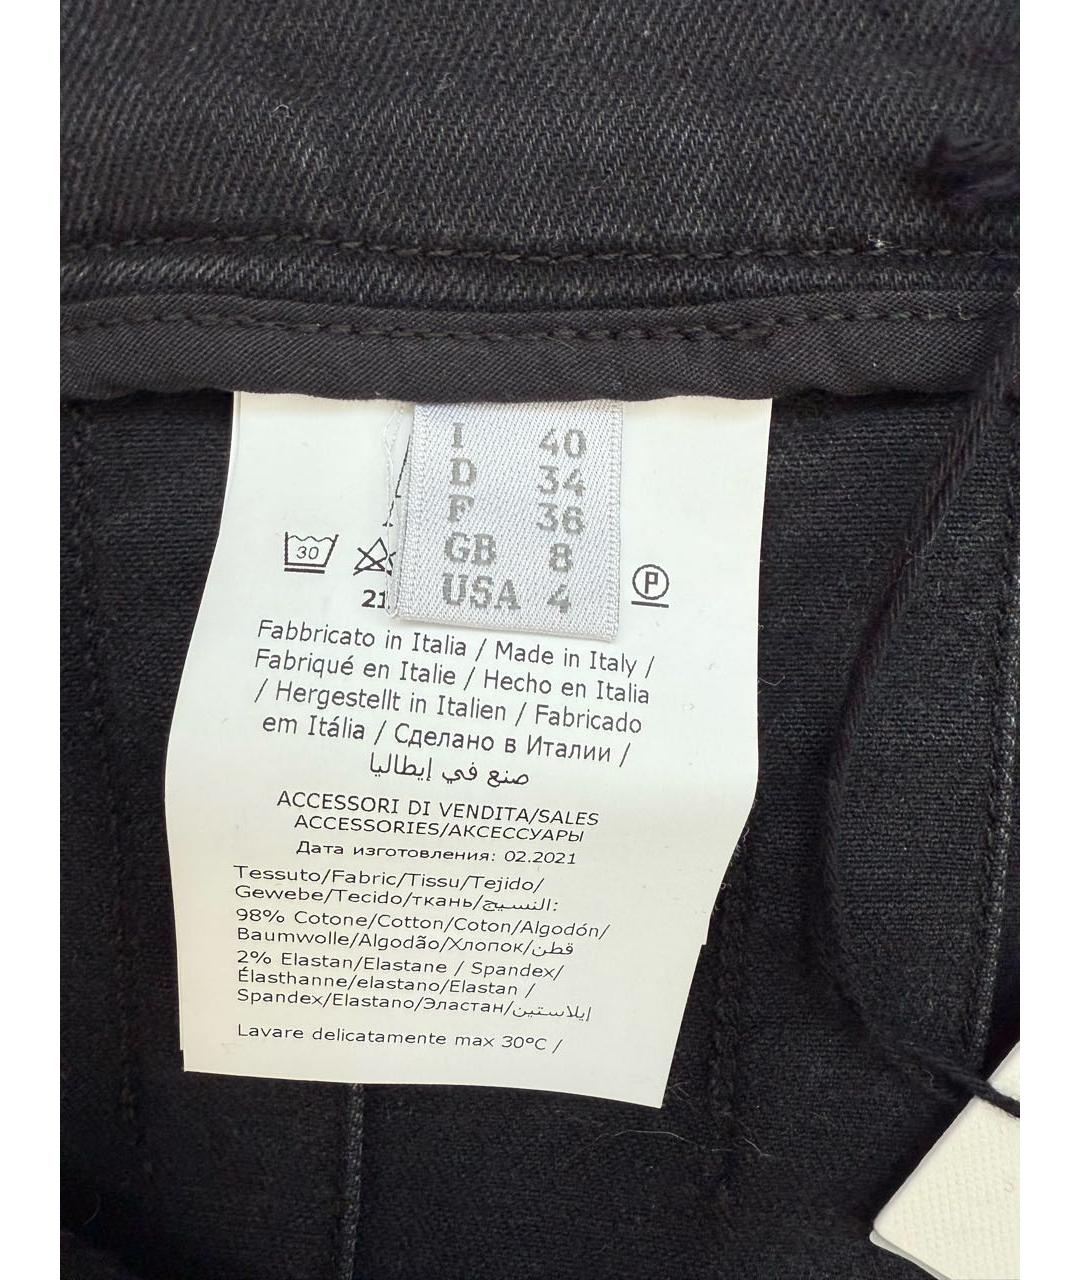 I 40
D 34
F 36
GB 8
USA 4
30
P
21
Fabbricato in Italia / Made in Italy /
Fabriqué en Italie / Hecho en Italia
/ Hergestellt in Italien / Fabricado
em Itália / Сделано в Италии /
صنع في إيطاليا
ACCESSORI DI VENDITA/SALES
ACCESSORIES/АКСЕССУАРЫ
Дата изготовления: 02.2021
Tessuto/Fabric/Tissu/Tejido/
Gewebe/Tecido/ткань/النسيج:
98% Cotone/Cotton/Coton/Algodón/
Baumwolle/Algodão/Хлопок/قطن
2% Elastan/Elastane / Spandex/
Élasthanne/elastano/Elastan /
Spandex/Elastano/Эластан/إيلاستين
Lavare delicatamente max 30°C /